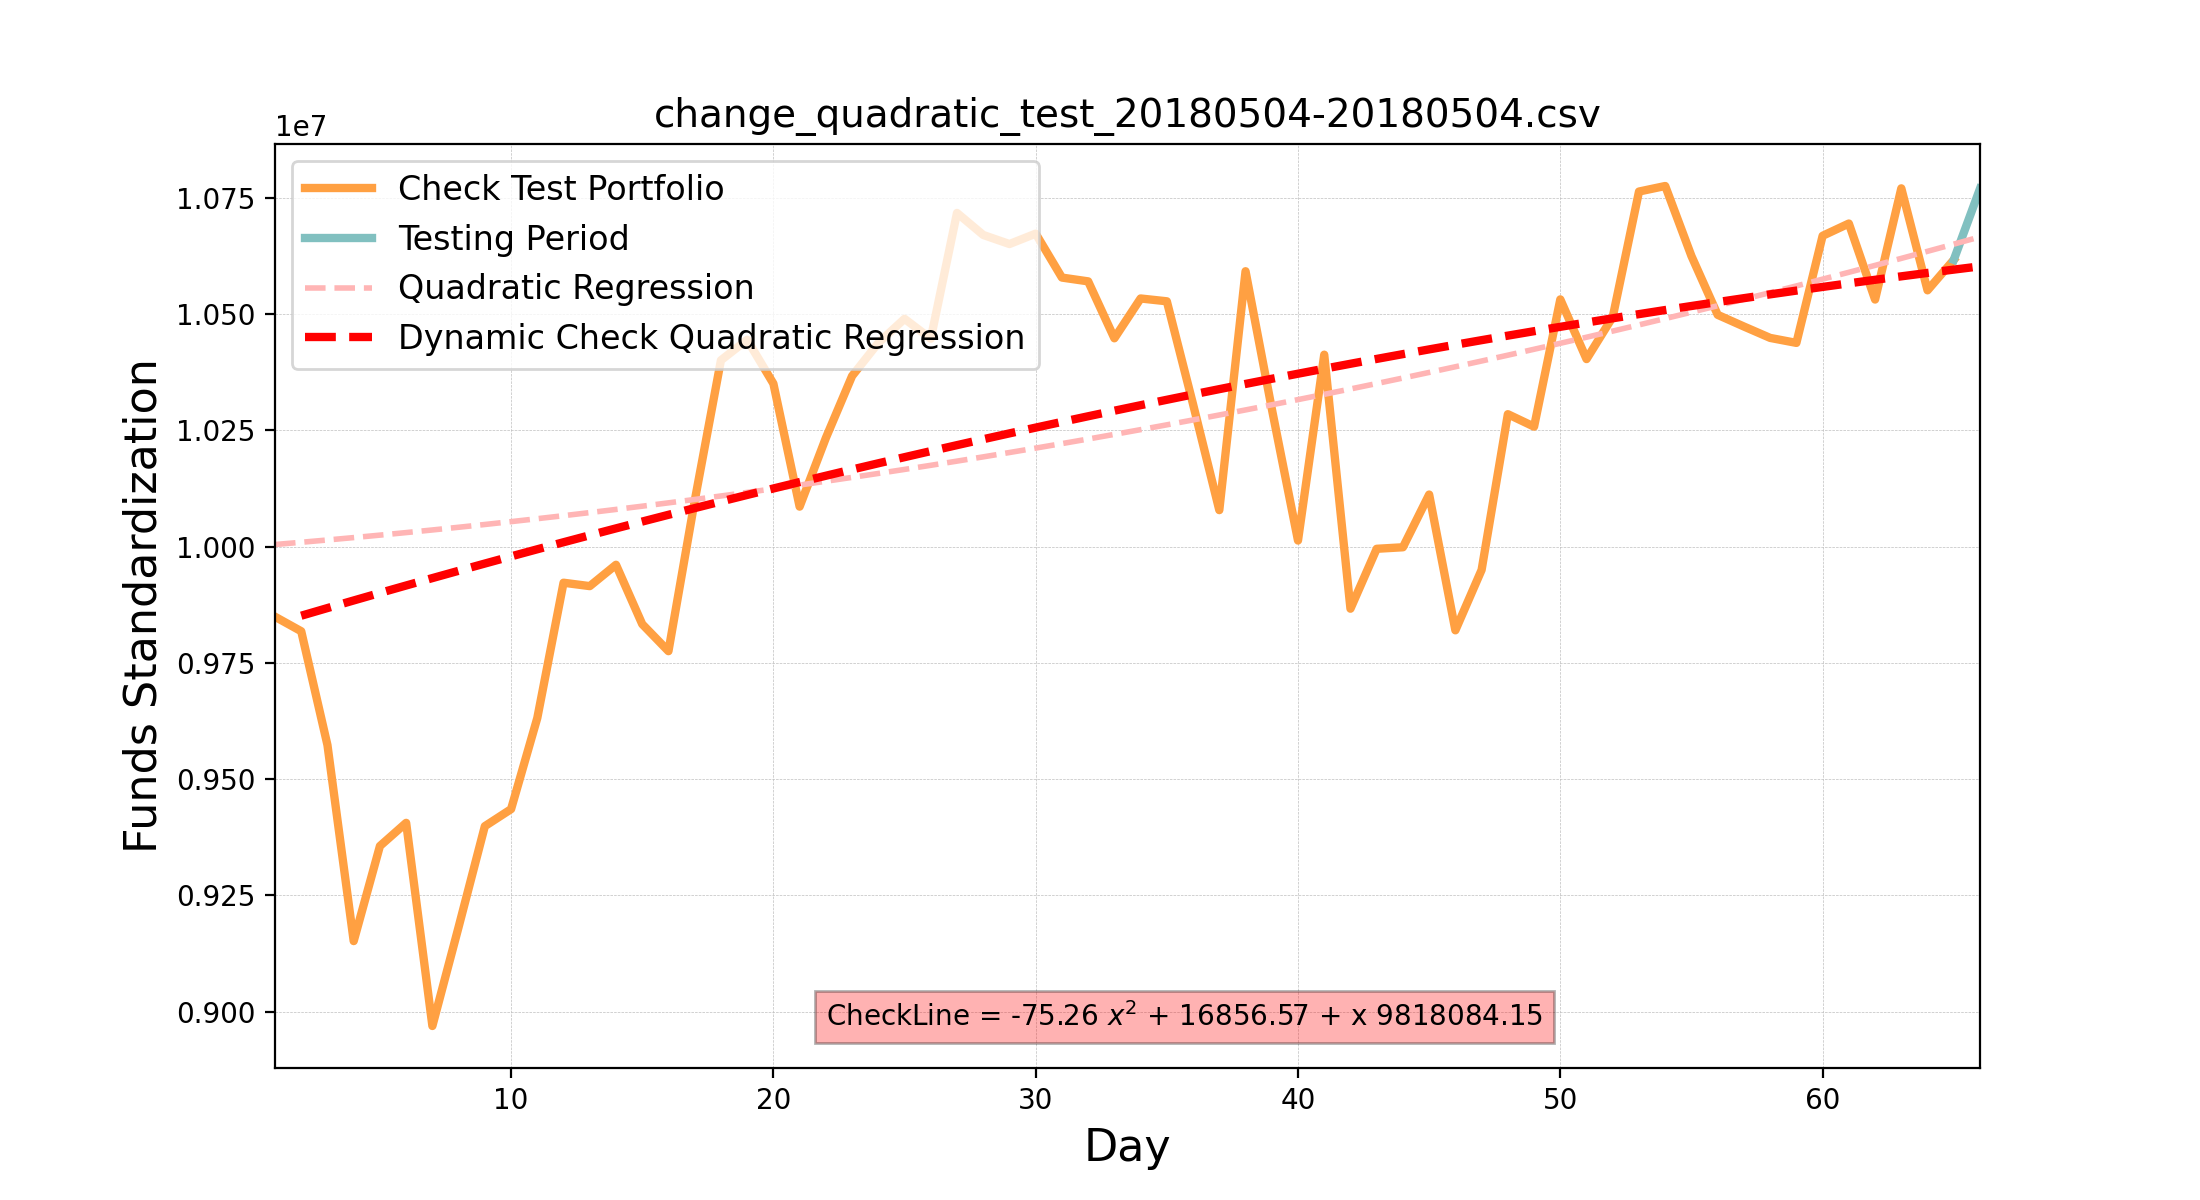 change_quadratic_test_20180504-20180504.csv
1e7
Check Test Portfolio
Testing Period
Quadratic Regression
Dynamic Check Quadratic Regression
1.075
1.050
1.025
1.000
0.975
0.950
0.925
0.900
Funds Standardization
CheckLine = -75.26 x² + 16856.57 + x 9818084.15
10 20 30 40 50 60
Day